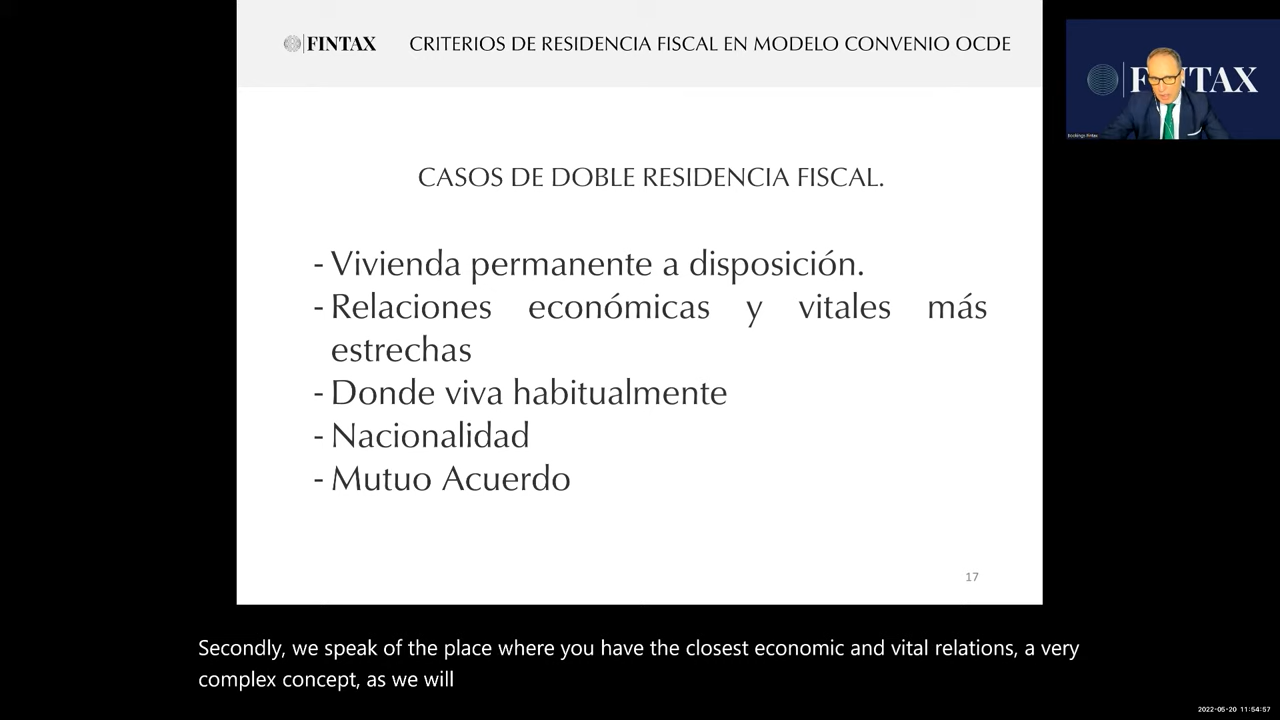 FINTAX
CRITERIOS DE RESIDENCIA FISCAL EN MODELO CONVENIO OCDE
CASOS DE DOBLE RESIDENCIA FISCAL.
- Vivienda permanente a disposición.
- Relaciones económicas y vitales más
estrechas
- Donde viva habitualmente
- Nacionalidad
- Mutuo Acuerdo
17
FINTAX
Bookings Fintax
Secondly, we speak of the place where you have the closest economic and vital relations, a very
complex concept, as we will
2022-05-20 11:54:57